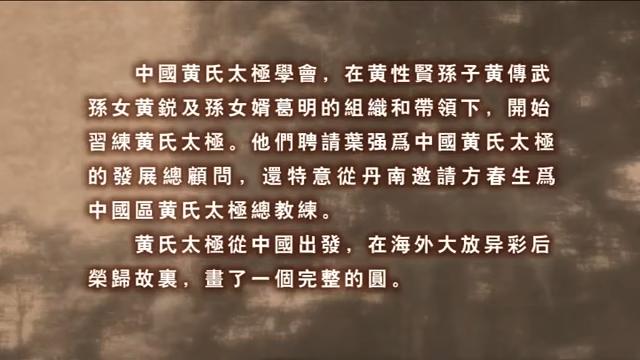 中國黄氏太極學會，在黄性賢孫子黄傳武
孫女黄鋭及孫女婿葛明的組織和帶領下，開始
習練黄氏太極。他們聘請葉强爲中國黄氏太極
的發展總顧問，還特意從丹南邀請方春生爲
中國區黄氏太極總教練。
黄氏太極從中國出發，在海外大放异彩后
榮歸故裏，畫了一個完整的圓。